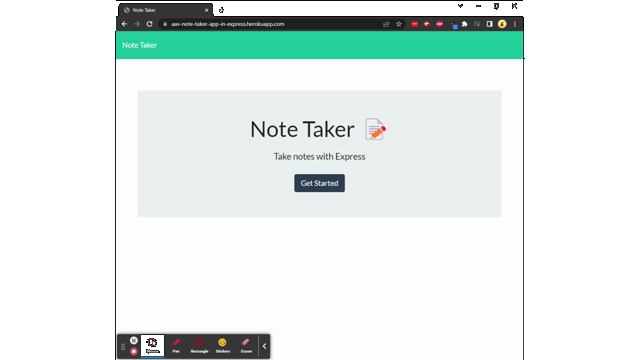 Note Taker
aav-note-taker-app-in-express.herokuapp.com
Note Taker
Note Taker
Take notes with Express
Get Started
Pen
Rectangle
Stickers
Eraser